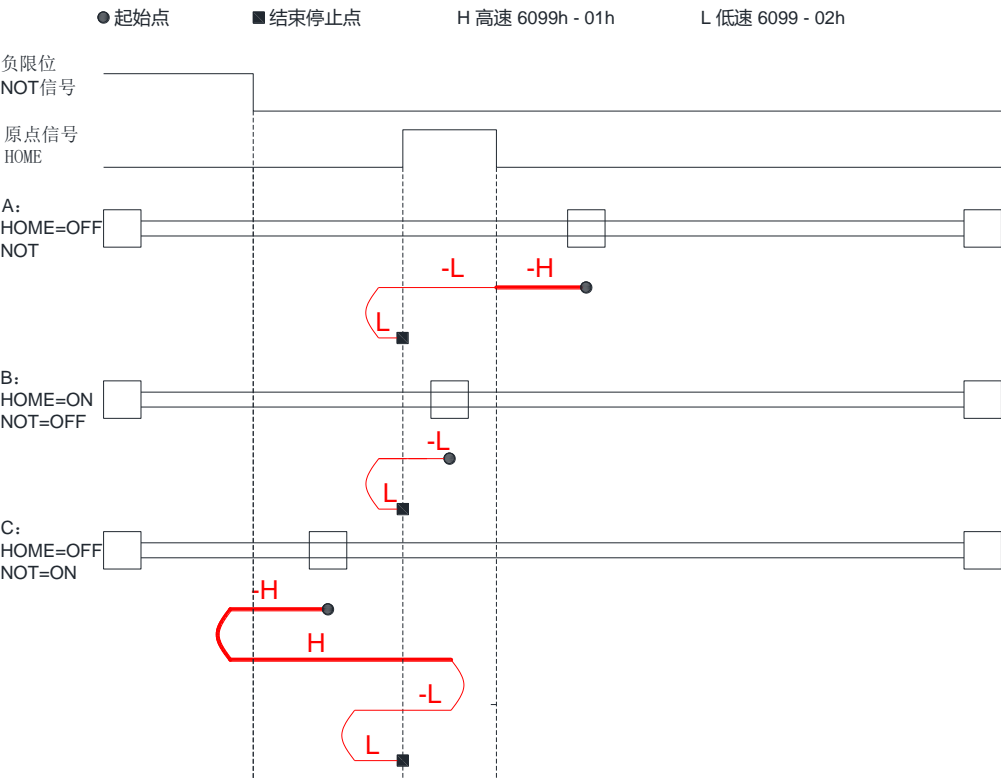 起始点 结束停止点 H 高速 6099h - 01h L 低速 6099 - 02h
负限位
NOT信号
原点信号
HOME
A：
HOME=OFF
NOT
-L -H
L
B：
HOME=ON
NOT=OFF
-L
L
C：
HOME=OFF
NOT=ON
-H
H
-L
L